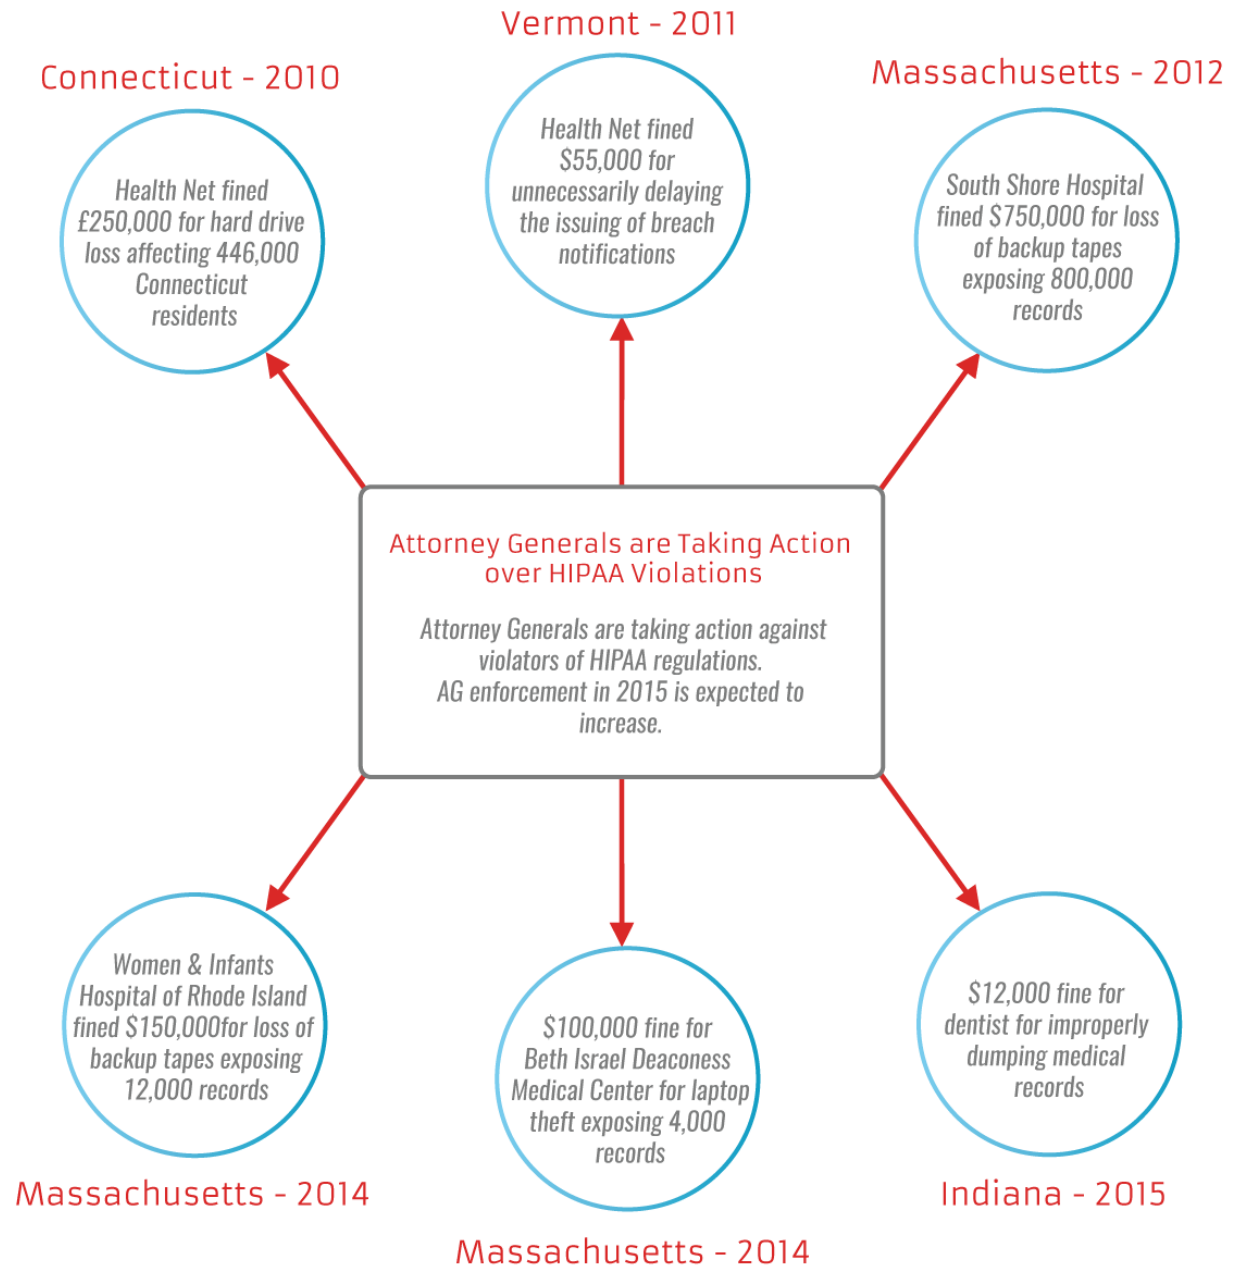 Connecticut - 2010
Health Net fined
£250,000 for hard drive
loss affecting 446,000
Connecticut
residents
Vermont - 2011
Health Net fined
$55,000 for
unnecessarily delaying
the issuing of breach
notifications
Massachusetts - 2012
South Shore Hospital
fined $750,000 for loss
of backup tapes
exposing 800,000
records
Attorney Generals are Taking Action
over HIPAA Violations
Attorney Generals are taking action against
violators of HIPAA regulations.
AG enforcement in 2015 is expected to
increase.
Women & Infants
Hospital of Rhode Island
fined $150,000for loss of
backup tapes exposing
12,000 records
Massachusetts - 2014
$100,000 fine for
Beth Israel Deaconess
Medical Center for laptop
theft exposing 4,000
records
Massachusetts - 2014
$12,000 fine for
dentist for improperly
dumping medical
records
Indiana - 2015